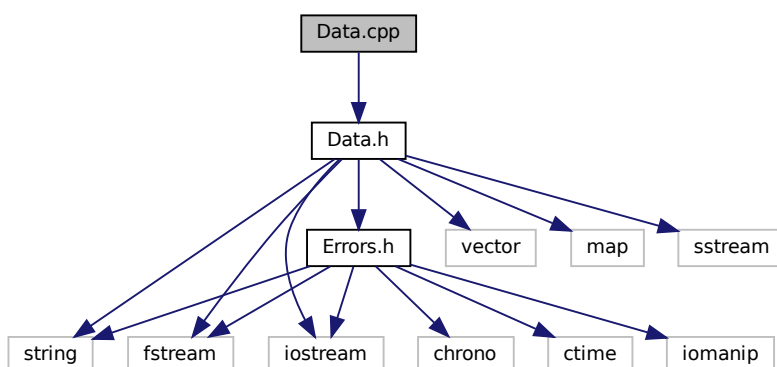 Data.cpp
Data.h
Errors.h
vector
map
sstream
string
fstream
iostream
chrono
ctime
iomanip